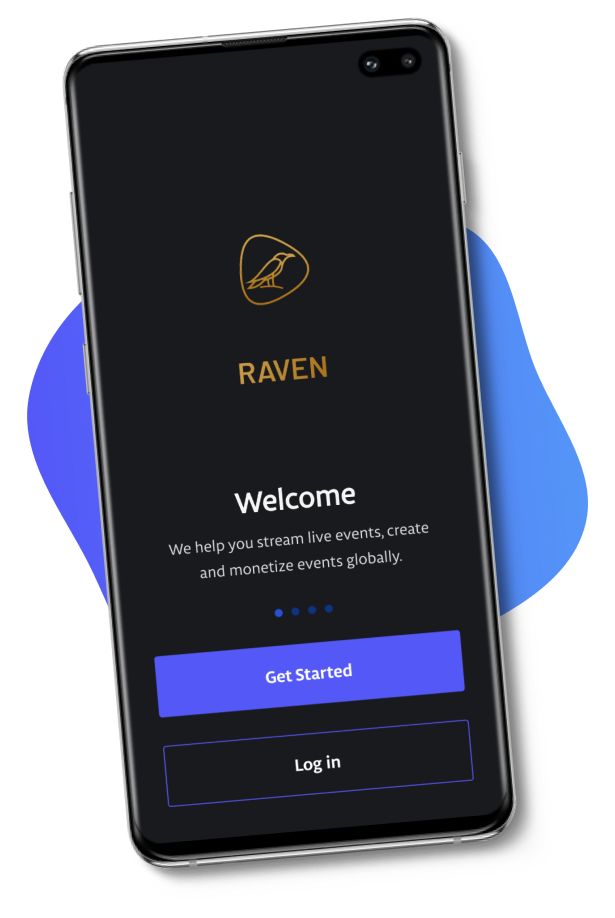 RAVEN
Welcome
We help you stream live events, create
and monetize events globally.
Get Started
Log in